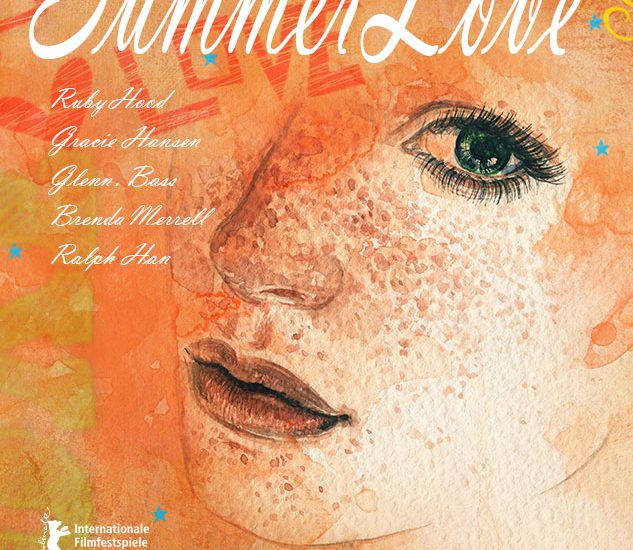 Summer Love
LOVE
Ruby Hood
Gracie Hansen
Glenn. Bass
Brenda Merrell
Ralph Han
Internationale
Filmfestspiele